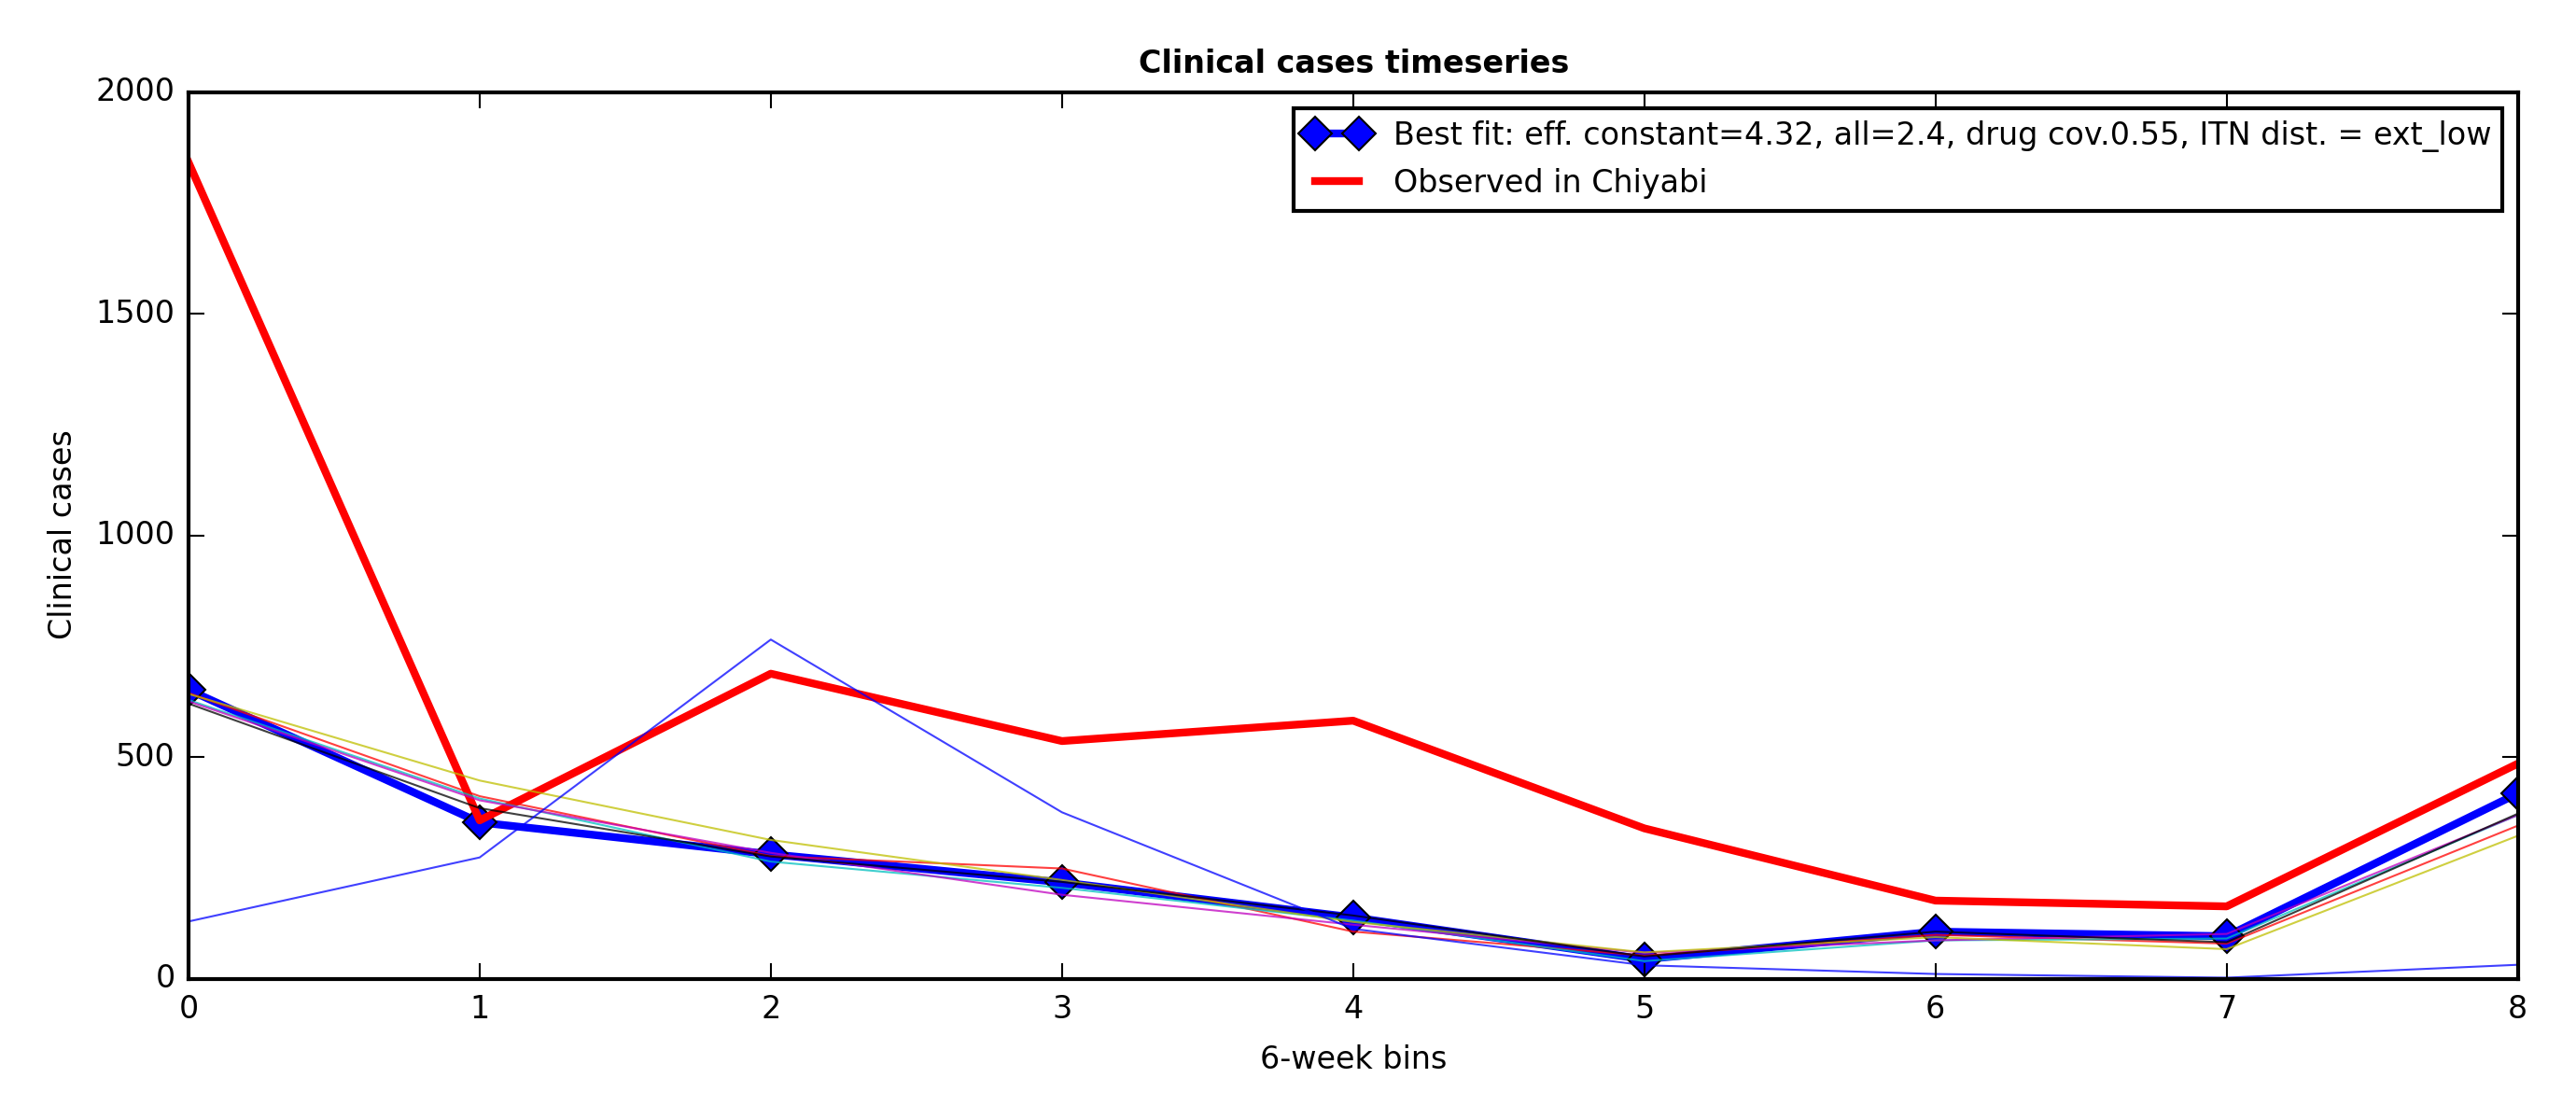 Clinical cases timeseries
2000
1500
1000
500
0
Clinical cases
Best fit: eff. constant=4.32, all=2.4, drug cov.0.55, ITN dist. = ext_low
Observed in Chiyabi
0 1 2 3 4 5 6 7 8
6-week bins